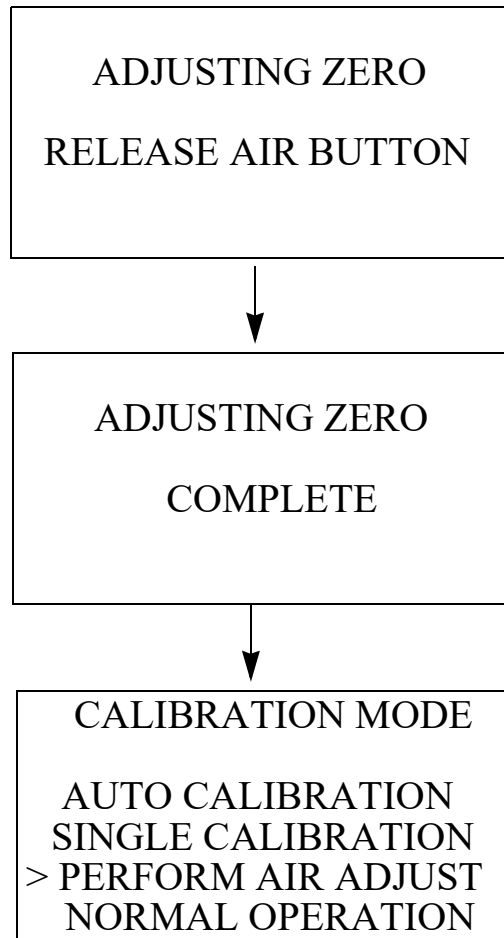 ADJUSTING ZERO
RELEASE AIR BUTTON
ADJUSTING ZERO
COMPLETE
CALIBRATION MODE
AUTO CALIBRATION
SINGLE CALIBRATION
> PERFORM AIR ADJUST
NORMAL OPERATION